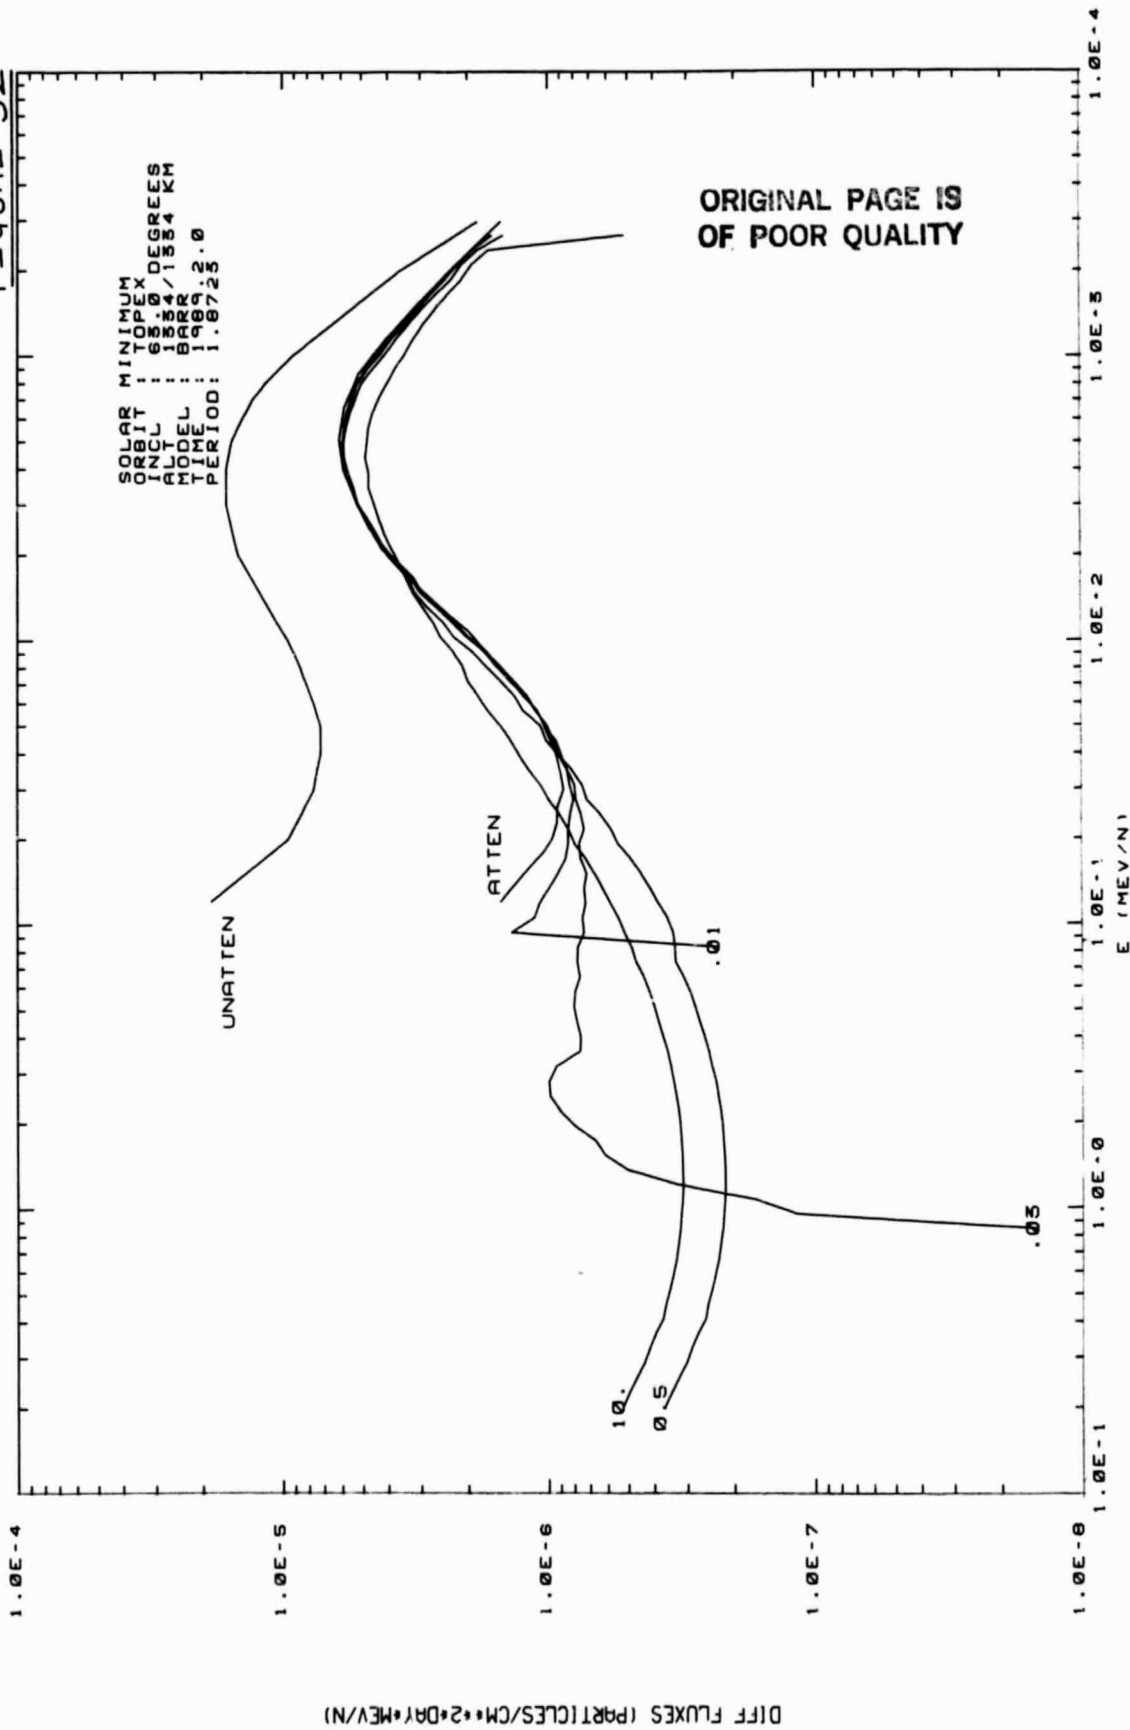 SOLAR MINIMUM
ORBIT : TOPEX
INCL : 63.0 DEGREES
ALT : 1334/1334 KM
MODEL : BARR
TIME : 1989.2.0
PERIOD: 1.8723
UNATTEN
ATTEN
.01
.03
10.
0.5
ORIGINAL PAGE IS
OF POOR QUALITY
1.0E-4
1.0E-5
1.0E-6
1.0E-7
1.0E-8
DIFF FLUXES (PARTICLES/CM**2*DAY*MEV/N)
1.0E-1
1.0E+0
1.0E+1
1.0E+2
1.0E+3
1.0E+4
E (MEV/N)